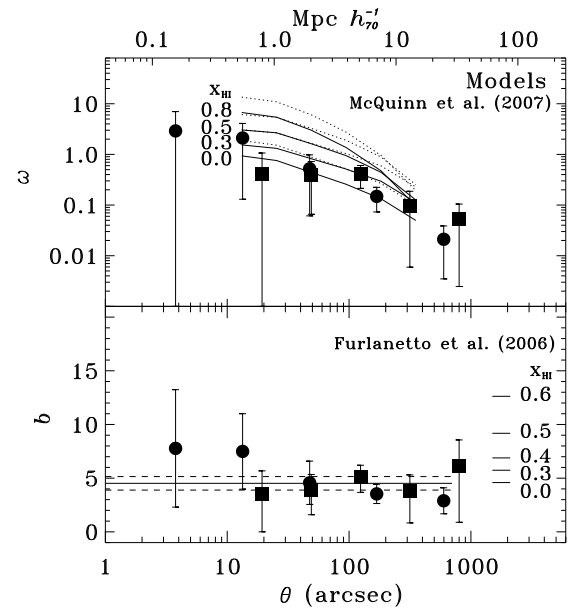 Mpc h₇₀⁻¹
0.1 1.0 10
Models
McQuinn et al. (2007)
x_HI
0.8
0.5
0.3
0.0
10
1.0
0.1
0.01
ω
Furlanetto et al. (2006)
x_HI
0.6
0.5
0.4
0.3
0.0
15
10
5
0
b
1 10 100 1000
θ (arcsec)